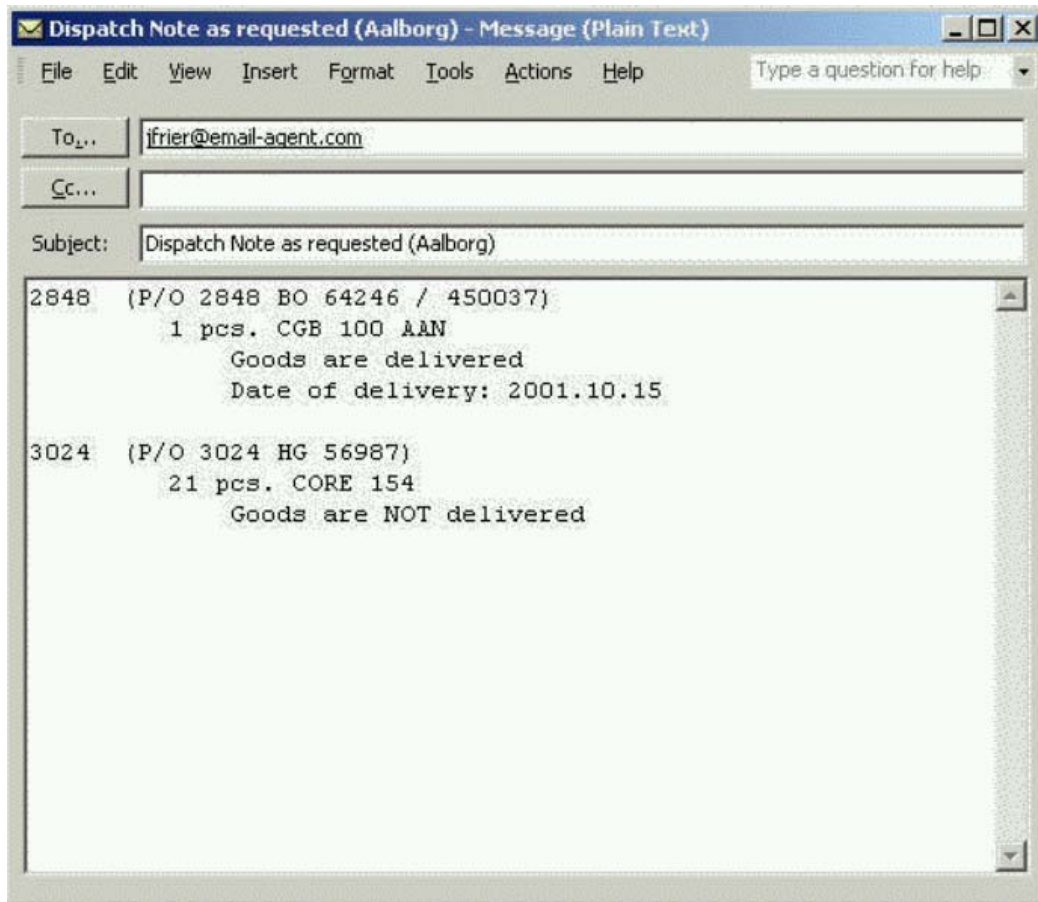 Dispatch Note as requested (Aalborg) - Message (Plain Text)
File Edit View Insert Format Tools Actions Help Type a question for help
To... jfrier@email-agent.com
Cc...
Subject: Dispatch Note as requested (Aalborg)
2848 (P/O 2848 BO 64246 / 450037)
1 pcs. CGB 100 AAN
Goods are delivered
Date of delivery: 2001.10.15
3024 (P/O 3024 HG 56987)
21 pcs. CORE 154
Goods are NOT delivered